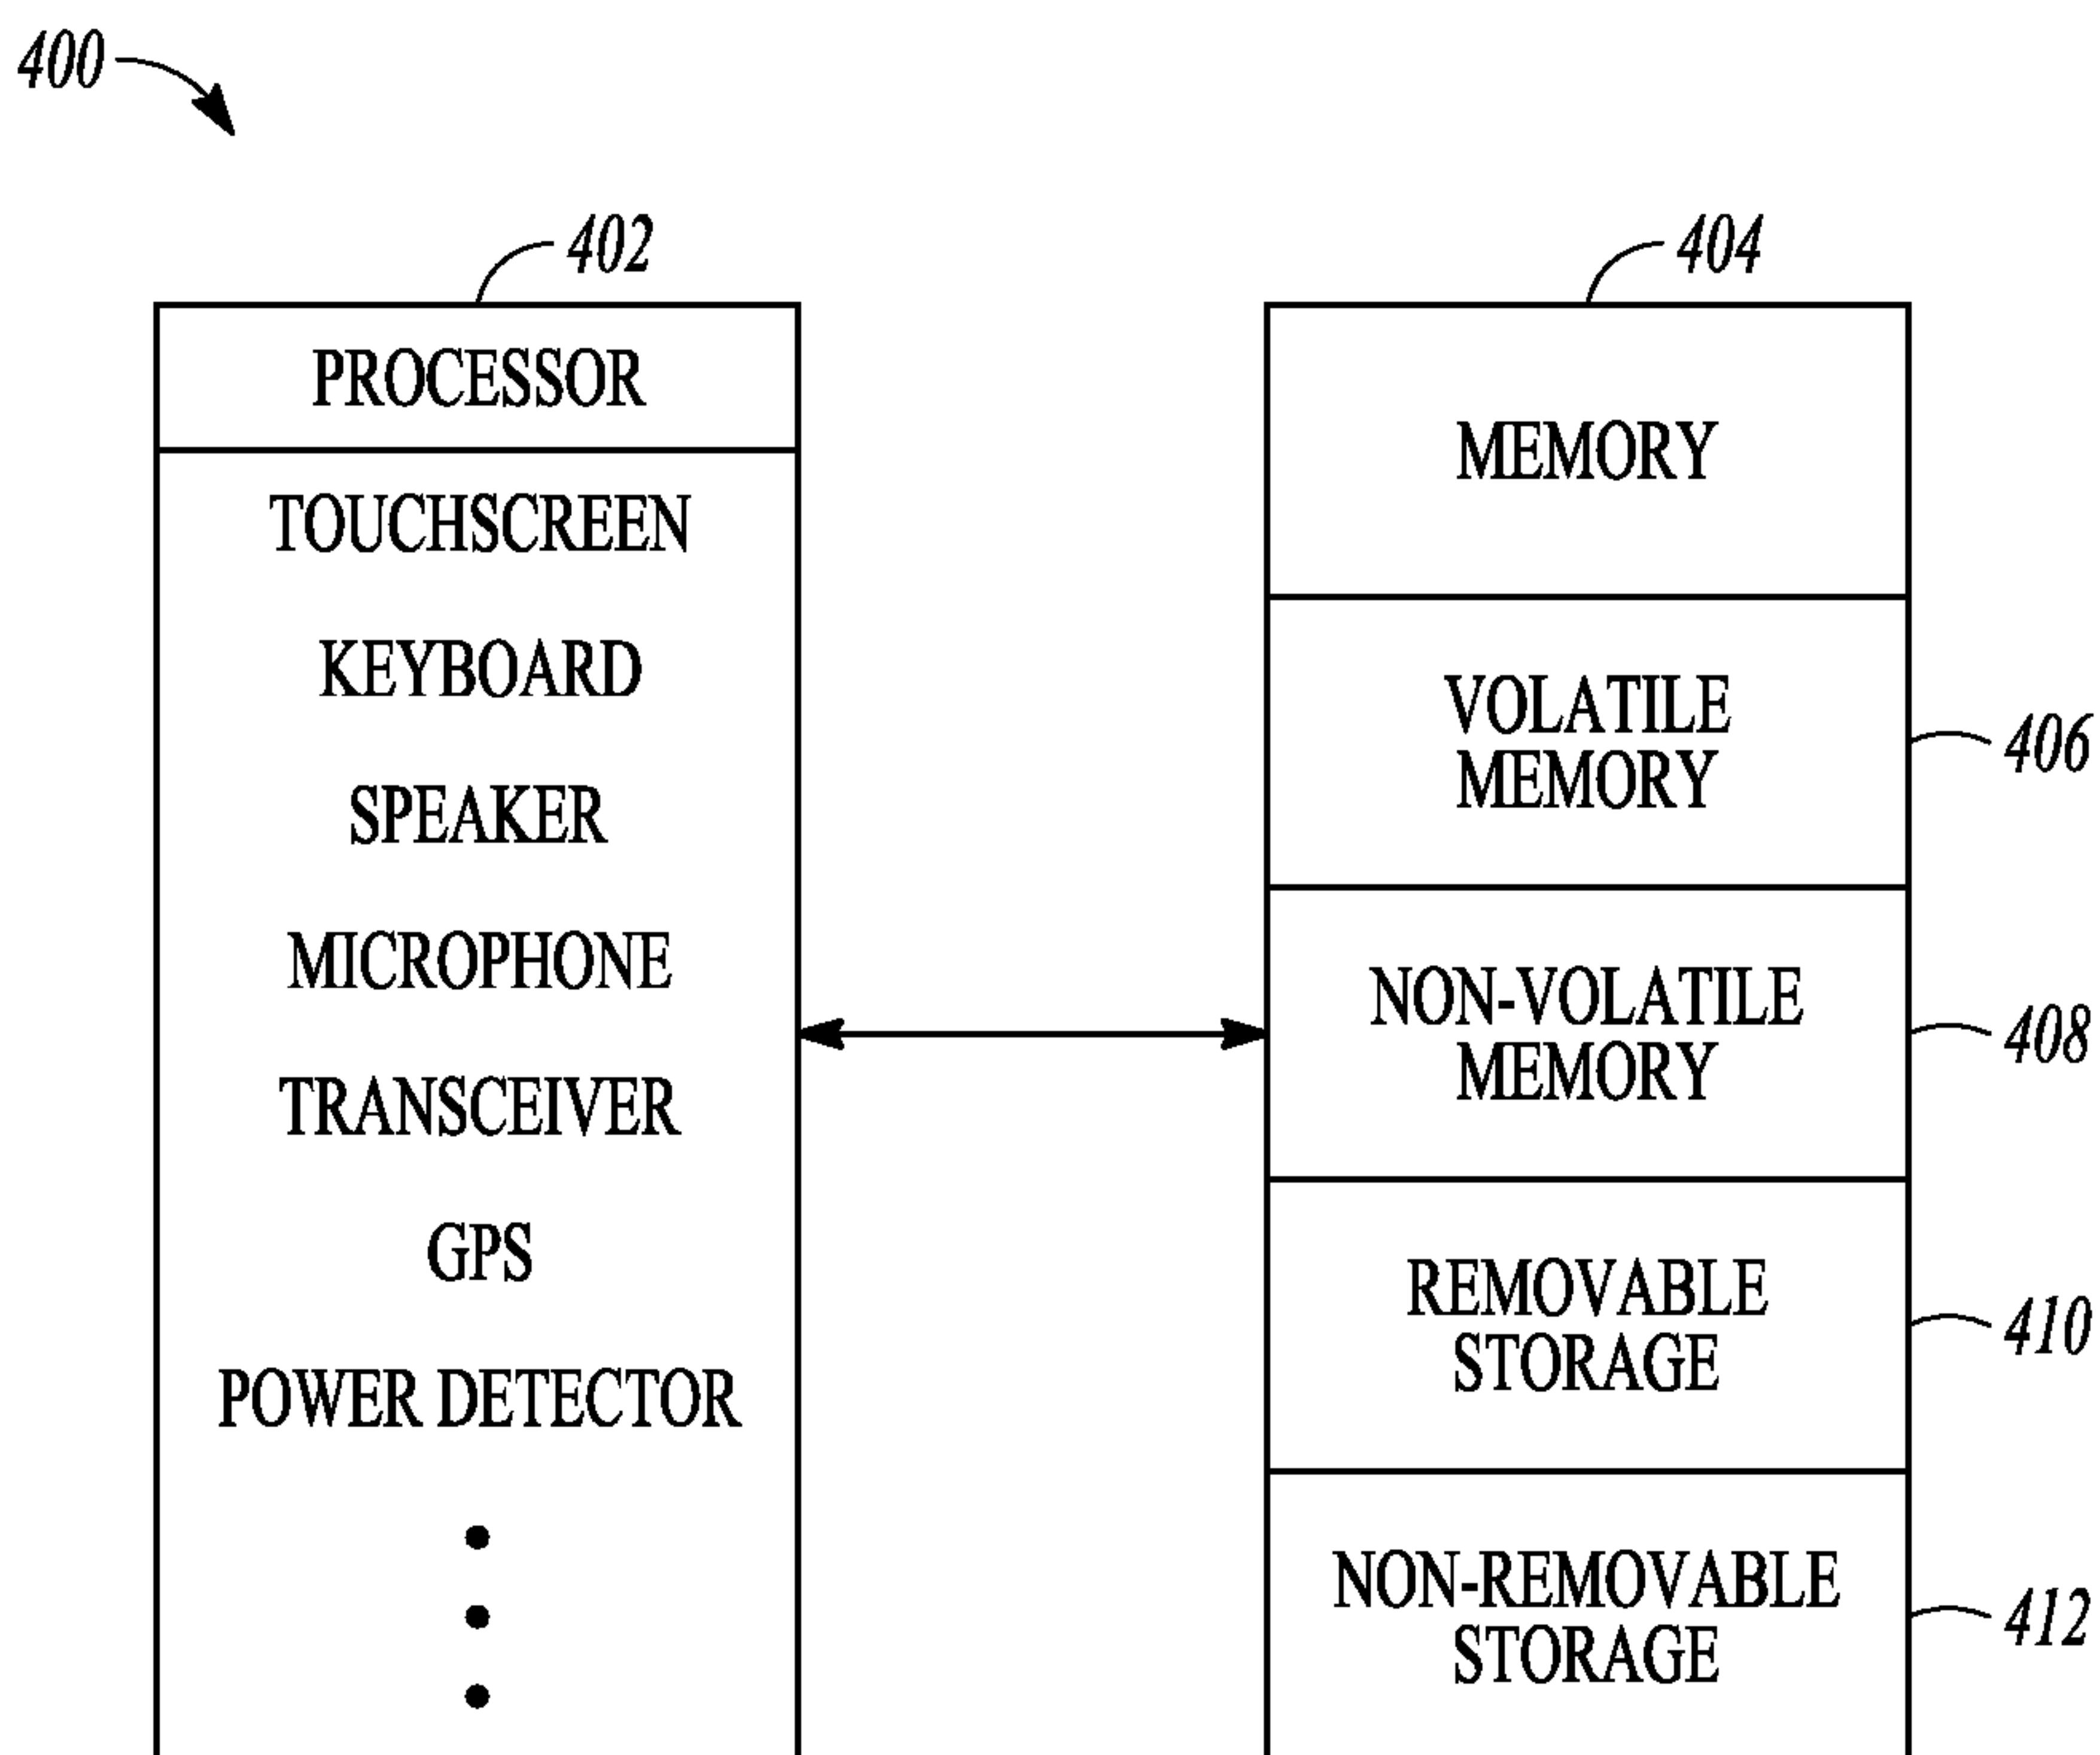 400
402
PROCESSOR
TOUCHSCREEN
KEYBOARD
SPEAKER
MICROPHONE
TRANSCEIVER
GPS
POWER DETECTOR
404
MEMORY
VOLATILE
MEMORY
406
NON-VOLATILE
MEMORY
408
REMOVABLE
STORAGE
410
NON-REMOVABLE
STORAGE
412